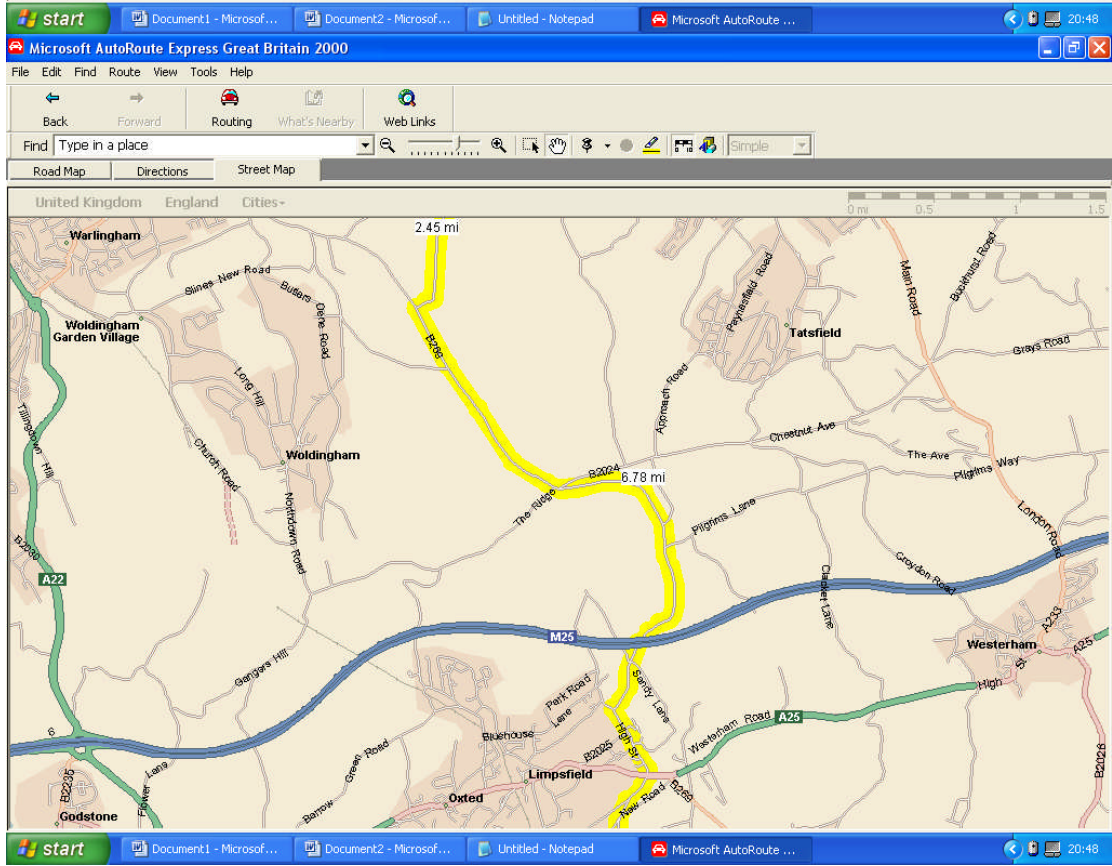 start Document1 - Microsof... Document2 - Microsof... Untitled - Notepad Microsoft AutoRoute ... 20:48
Microsoft AutoRoute Express Great Britain 2000
File Edit Find Route View Tools Help
Back Forward Routing What's Nearby Web Links
Find Type in a place Simple
Road Map Directions Street Map
United Kingdom England Cities
0 mi 0.5 1 1.5
2.45 mi
Warlingham
Slines New Road
Butlers Dene Road
Woldingham
Garden Village
B269
Paynesfield Road
Tatsfield
Main Road
Buckhurst Road
Grays Road
Long Hill
Tillingdown Hill
Church Road
Woldingham
Approach Road
Chestnut Ave
The Ave
Pilgrims Way
B2024
6.78 mi
The Ridge
Northdown Road
Pilgrims Lane
London Road
B2030
A22
Croydon Road
Clacket Lane
M25
A233
Westerham
A25
Gangers Hill
High St
Sandy Lane
Park Road
Lane
Bluehouse
High St
Westerham Road
A25
6
Barrow Green Road
B2025
Limpsfield
B269
B2026
Flower Lane
B2235
Oxted
New Road
Godstone
start Document1 - Microsof... Document2 - Microsof... Untitled - Notepad Microsoft AutoRoute ... 20:48